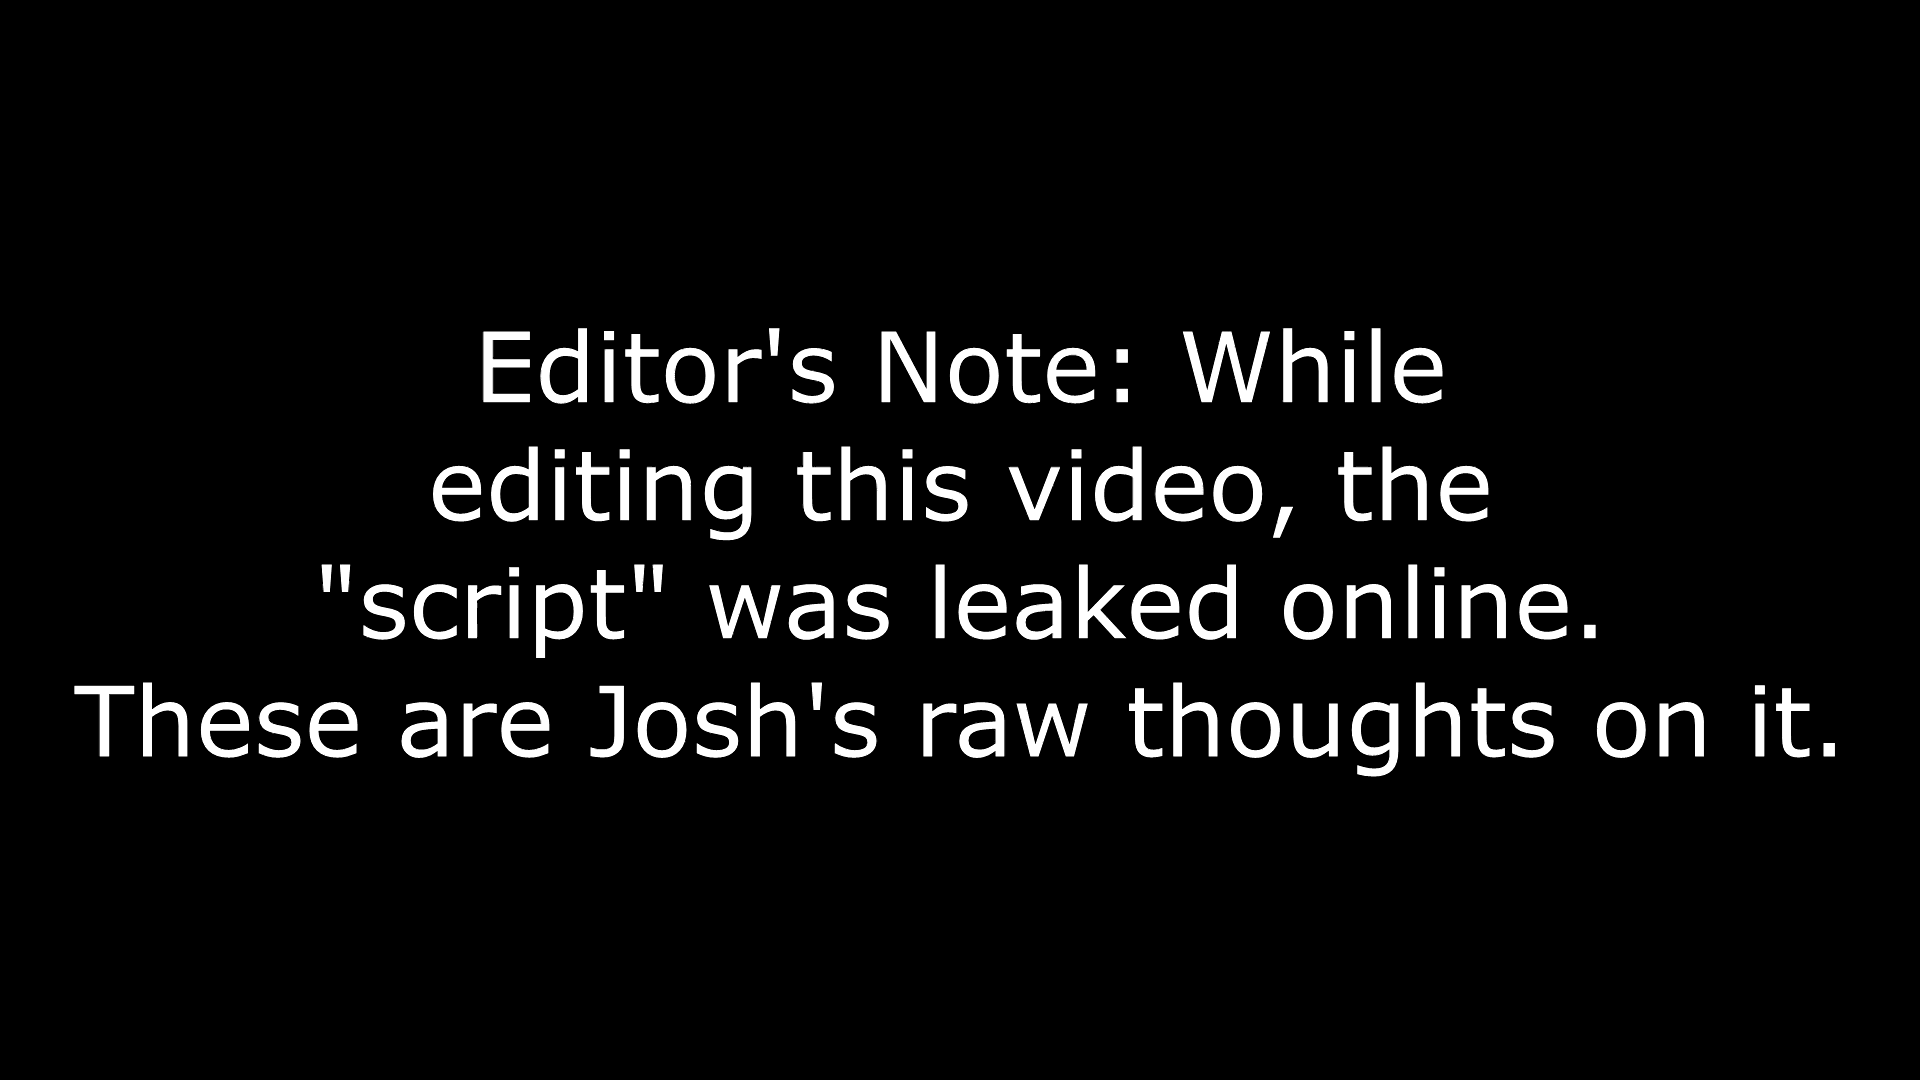 Editor's Note: While
editing this video, the
"script" was leaked online.
These are Josh's raw thoughts on it.